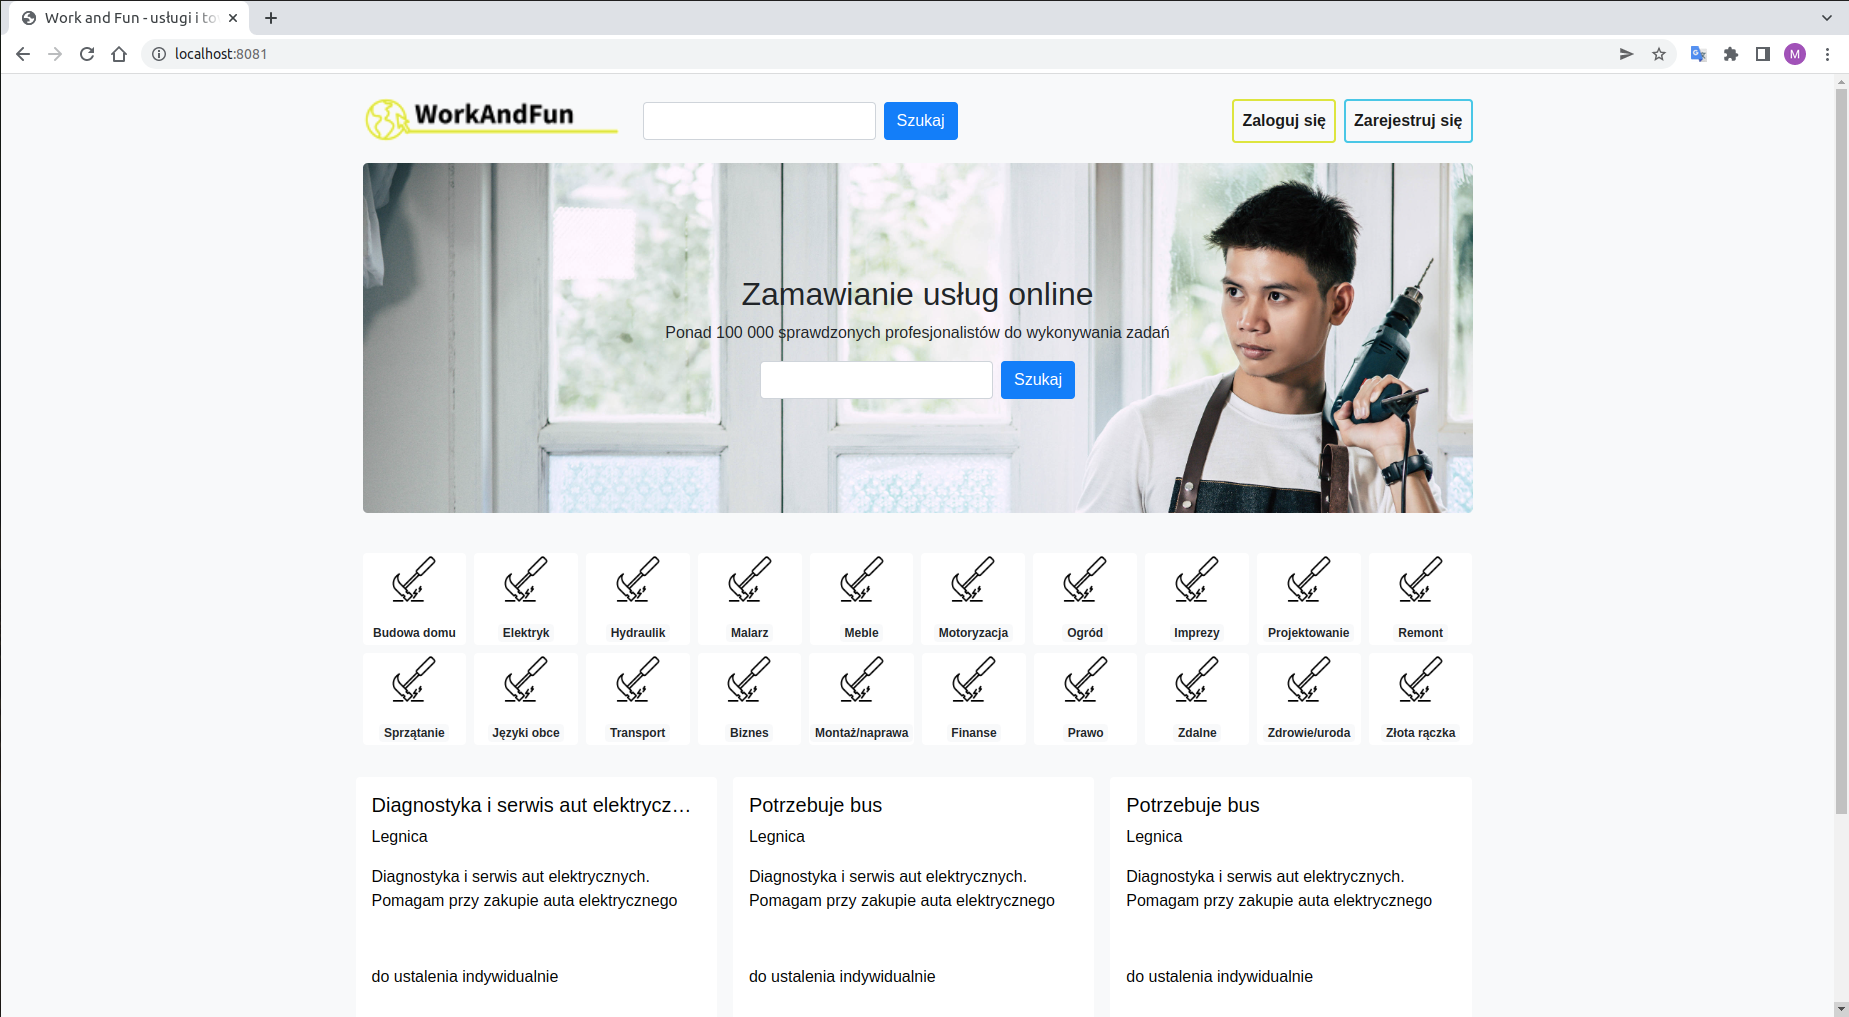 Work and Fun - usługi i to
localhost:8081
M
WorkAndFun
Szukaj
Zaloguj się
Zarejestruj się
Zamawianie usług online
Ponad 100 000 sprawdzonych profesjonalistów do wykonywania zadań
Szukaj
Budowa domu
Elektryk
Hydraulik
Malarz
Meble
Motoryzacja
Ogród
Imprezy
Projektowanie
Remont
Sprzątanie
Języki obce
Transport
Biznes
Montaż/naprawa
Finanse
Prawo
Zdalne
Zdrowie/uroda
Złota rączka
Diagnostyka i serwis aut elektrycz...
Legnica
Diagnostyka i serwis aut elektrycznych.
Pomagam przy zakupie auta elektrycznego
do ustalenia indywidualnie
Potrzebuje bus
Legnica
Diagnostyka i serwis aut elektrycznych.
Pomagam przy zakupie auta elektrycznego
do ustalenia indywidualnie
Potrzebuje bus
Legnica
Diagnostyka i serwis aut elektrycznych.
Pomagam przy zakupie auta elektrycznego
do ustalenia indywidualnie